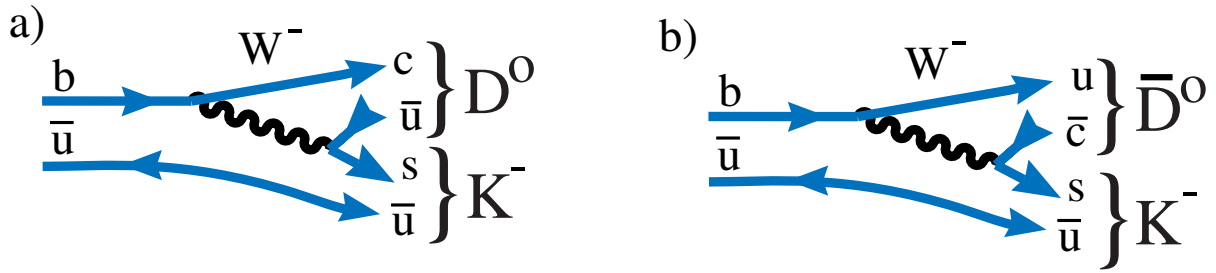 a)
W⁻
b
c
} D⁰
ū
ū
s
} K⁻
ū
b)
W⁻
b
u
} D̅⁰
c̅
ū
s
} K⁻
ū